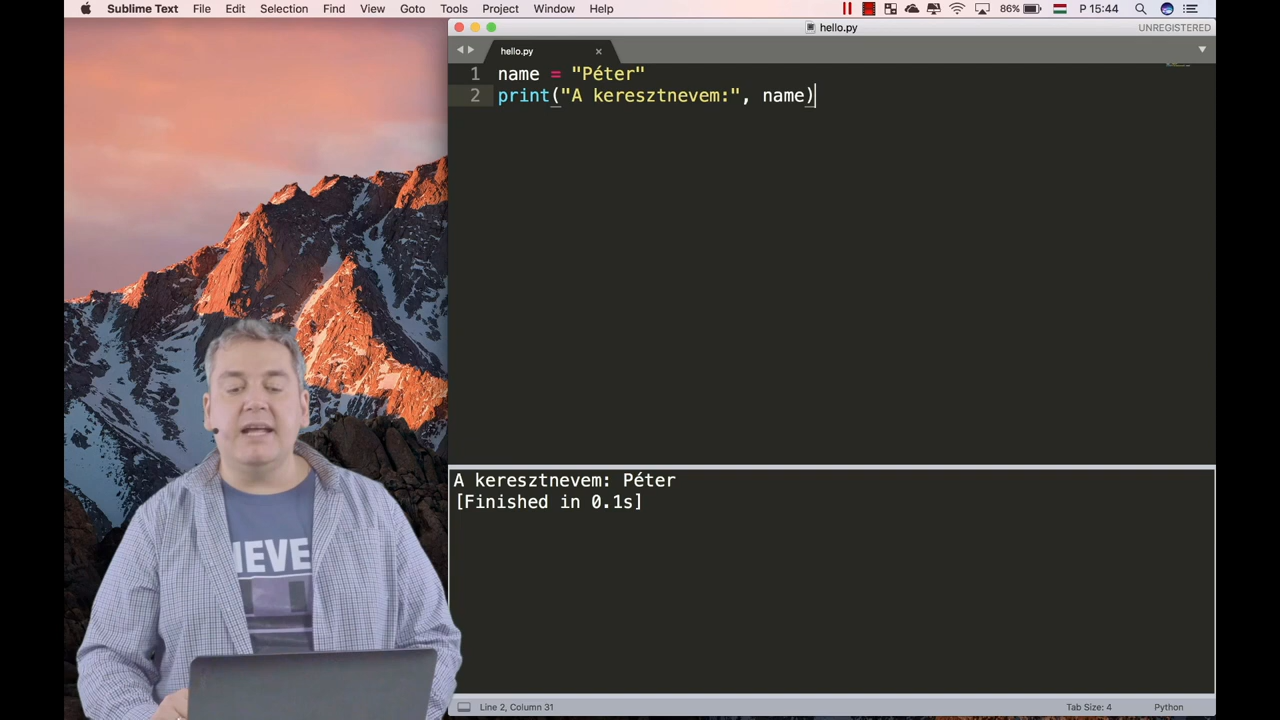 Sublime Text File Edit Selection Find View Goto Tools Project Window Help 86% P 15:44
hello.py UNREGISTERED
hello.py
1 name = "Péter"
2 print("A keresztnevem:", name)
A keresztnevem: Péter
[Finished in 0.1s]
IEVE
Line 2, Column 31 Tab Size: 4 Python